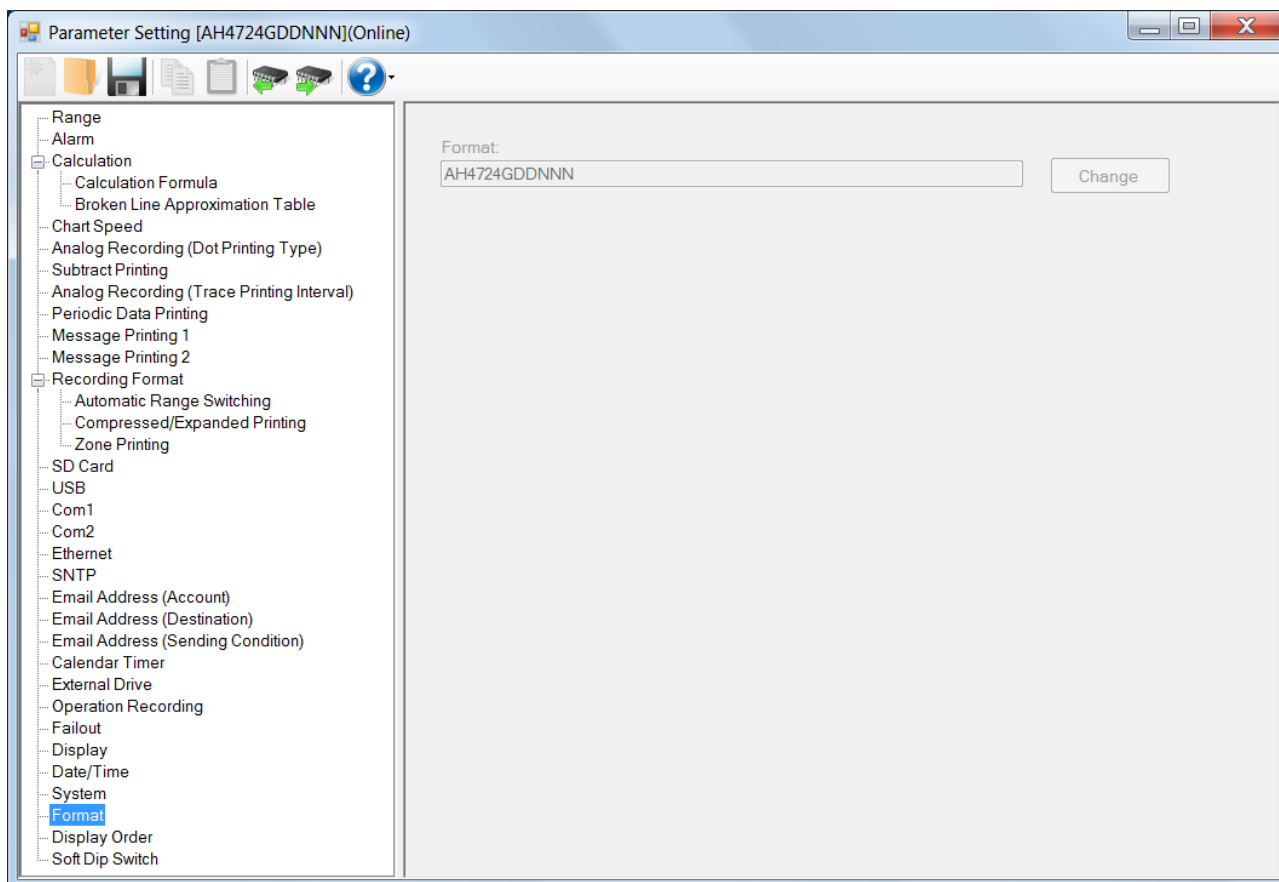 Parameter Setting [AH4724GDDNNN](Online)
Range
Alarm
Calculation
Calculation Formula
Broken Line Approximation Table
Chart Speed
Analog Recording (Dot Printing Type)
Subtract Printing
Analog Recording (Trace Printing Interval)
Periodic Data Printing
Message Printing 1
Message Printing 2
Recording Format
Automatic Range Switching
Compressed/Expanded Printing
Zone Printing
SD Card
USB
Com1
Com2
Ethernet
SNTP
Email Address (Account)
Email Address (Destination)
Email Address (Sending Condition)
Calendar Timer
External Drive
Operation Recording
Failout
Display
Date/Time
System
Format
Display Order
Soft Dip Switch
Format:
AH4724GDDNNN
Change